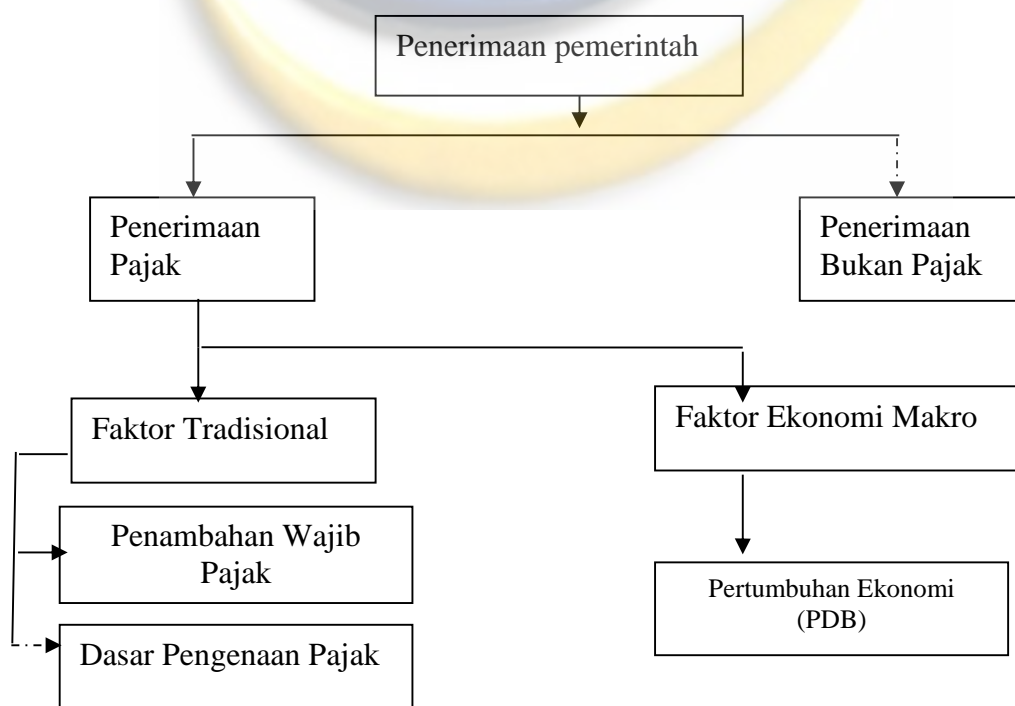 Penerimaan pemerintah
Penerimaan
Pajak
Penerimaan
Bukan Pajak
Faktor Tradisional
Faktor Ekonomi Makro
Penambahan Wajib
Pajak
Pertumbuhan Ekonomi
(PDB)
Dasar Pengenaan Pajak